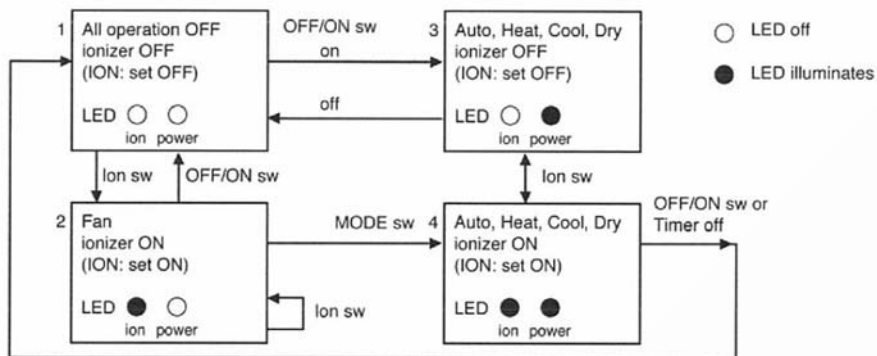 1 All operation OFF
ionizer OFF
(ION: set OFF)
LED
ion power
OFF/ON sw
on
off
3 Auto, Heat, Cool, Dry
ionizer OFF
(ION: set OFF)
LED
ion power
LED off
LED illuminates
Ion sw
OFF/ON sw
Ion sw
2 Fan
ionizer ON
(ION: set ON)
LED
ion power
MODE sw
Ion sw
4 Auto, Heat, Cool, Dry
ionizer ON
(ION: set ON)
LED
ion power
OFF/ON sw or
Timer off